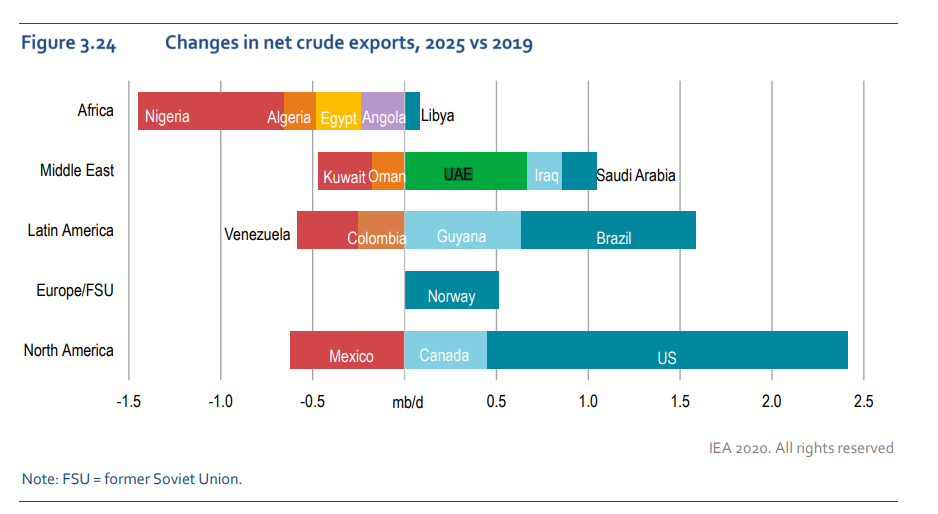 Figure 3.24 Changes in net crude exports, 2025 vs 2019
Africa Nigeria Algeria Egypt Angola Libya
Middle East Kuwait Oman UAE Iraq Saudi Arabia
Latin America Venezuela Colombia Guyana Brazil
Europe/FSU Norway
North America Mexico Canada US
-1.5 -1.0 -0.5 mb/d 0.5 1.0 1.5 2.0 2.5
IEA 2020. All rights reserved
Note: FSU = former Soviet Union.